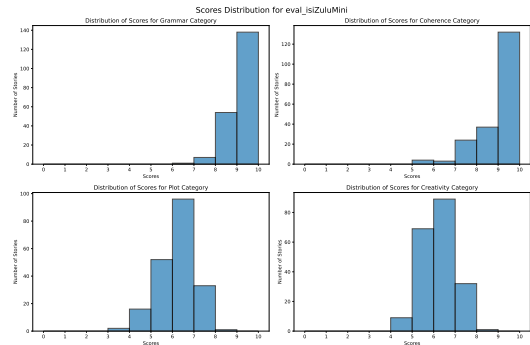 Scores Distribution for eval_isiZuluMini
Distribution of Scores for Grammar Category
Number of Stories
140
120
100
80
60
40
20
0
0 1 2 3 4 5 6 7 8 9 10
Scores
Distribution of Scores for Coherence Category
Number of Stories
120
100
80
60
40
20
0
0 1 2 3 4 5 6 7 8 9 10
Scores
Distribution of Scores for Plot Category
Number of Stories
100
80
60
40
20
0
0 1 2 3 4 5 6 7 8 9 10
Scores
Distribution of Scores for Creativity Category
Number of Stories
80
60
40
20
0
0 1 2 3 4 5 6 7 8 9 10
Scores